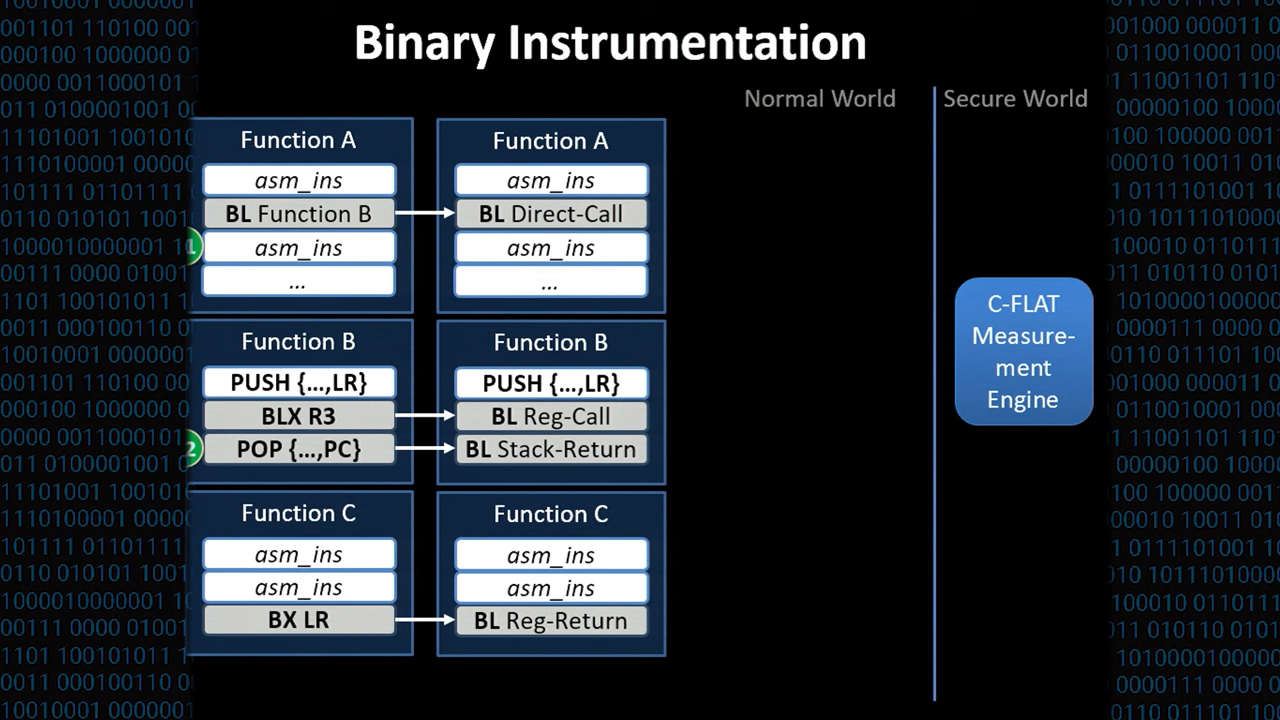 Binary Instrumentation
Normal World
Secure World
Function A
asm_ins
BL Function B
asm_ins
...
Function B
PUSH {...,LR}
BLX R3
POP {...,PC}
Function C
asm_ins
asm_ins
BX LR
1
2
Function A
asm_ins
BL Direct-Call
asm_ins
...
Function B
PUSH {...,LR}
BL Reg-Call
BL Stack-Return
Function C
asm_ins
asm_ins
BL Reg-Return
C-FLAT
Measure-
ment
Engine